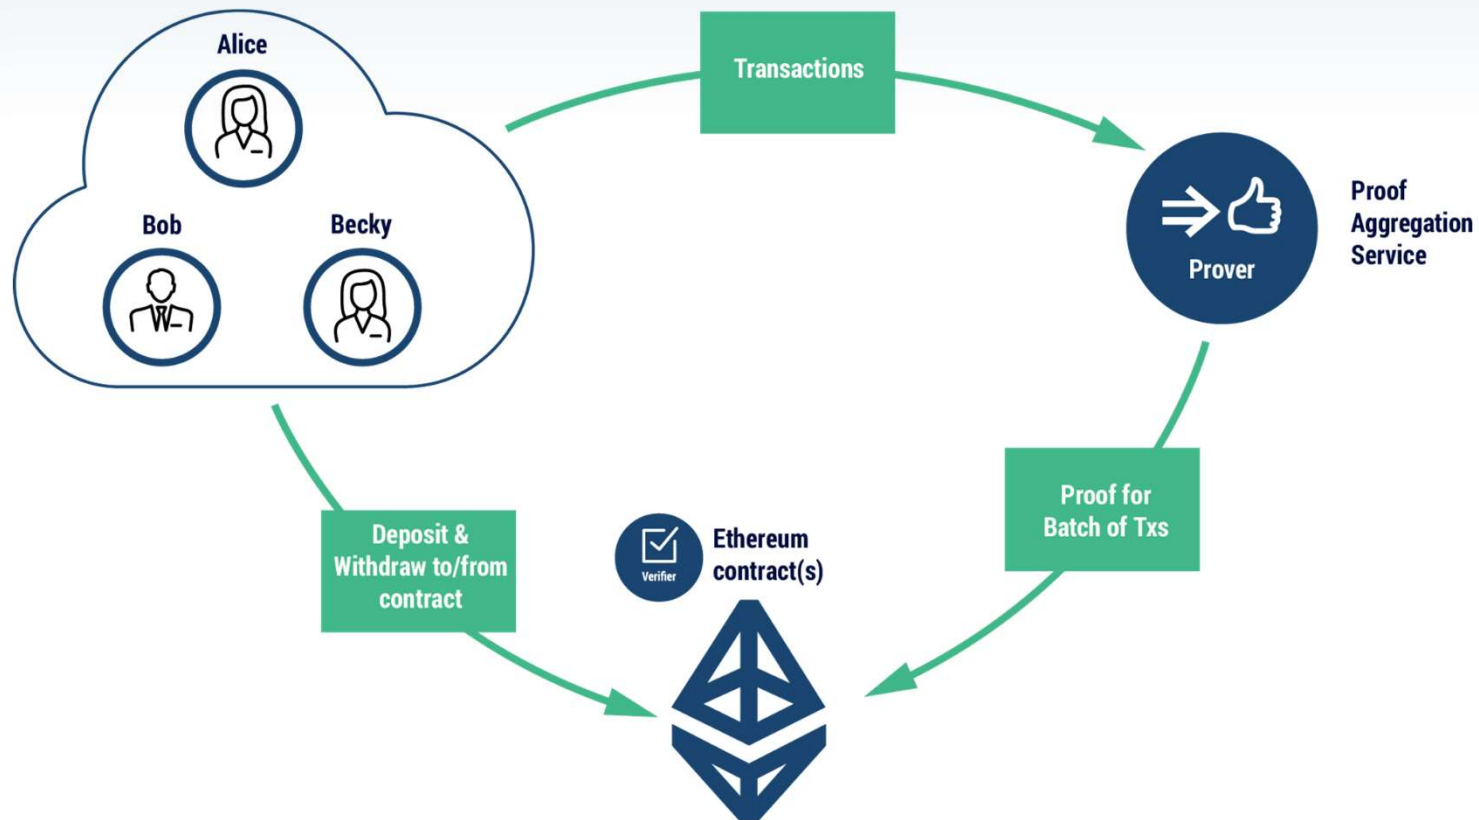 Alice
Bob
Becky
Transactions
Prover
Proof
Aggregation
Service
Deposit &
Withdraw to/from
contract
Verifier
Ethereum
contract(s)
Proof for
Batch of Txs